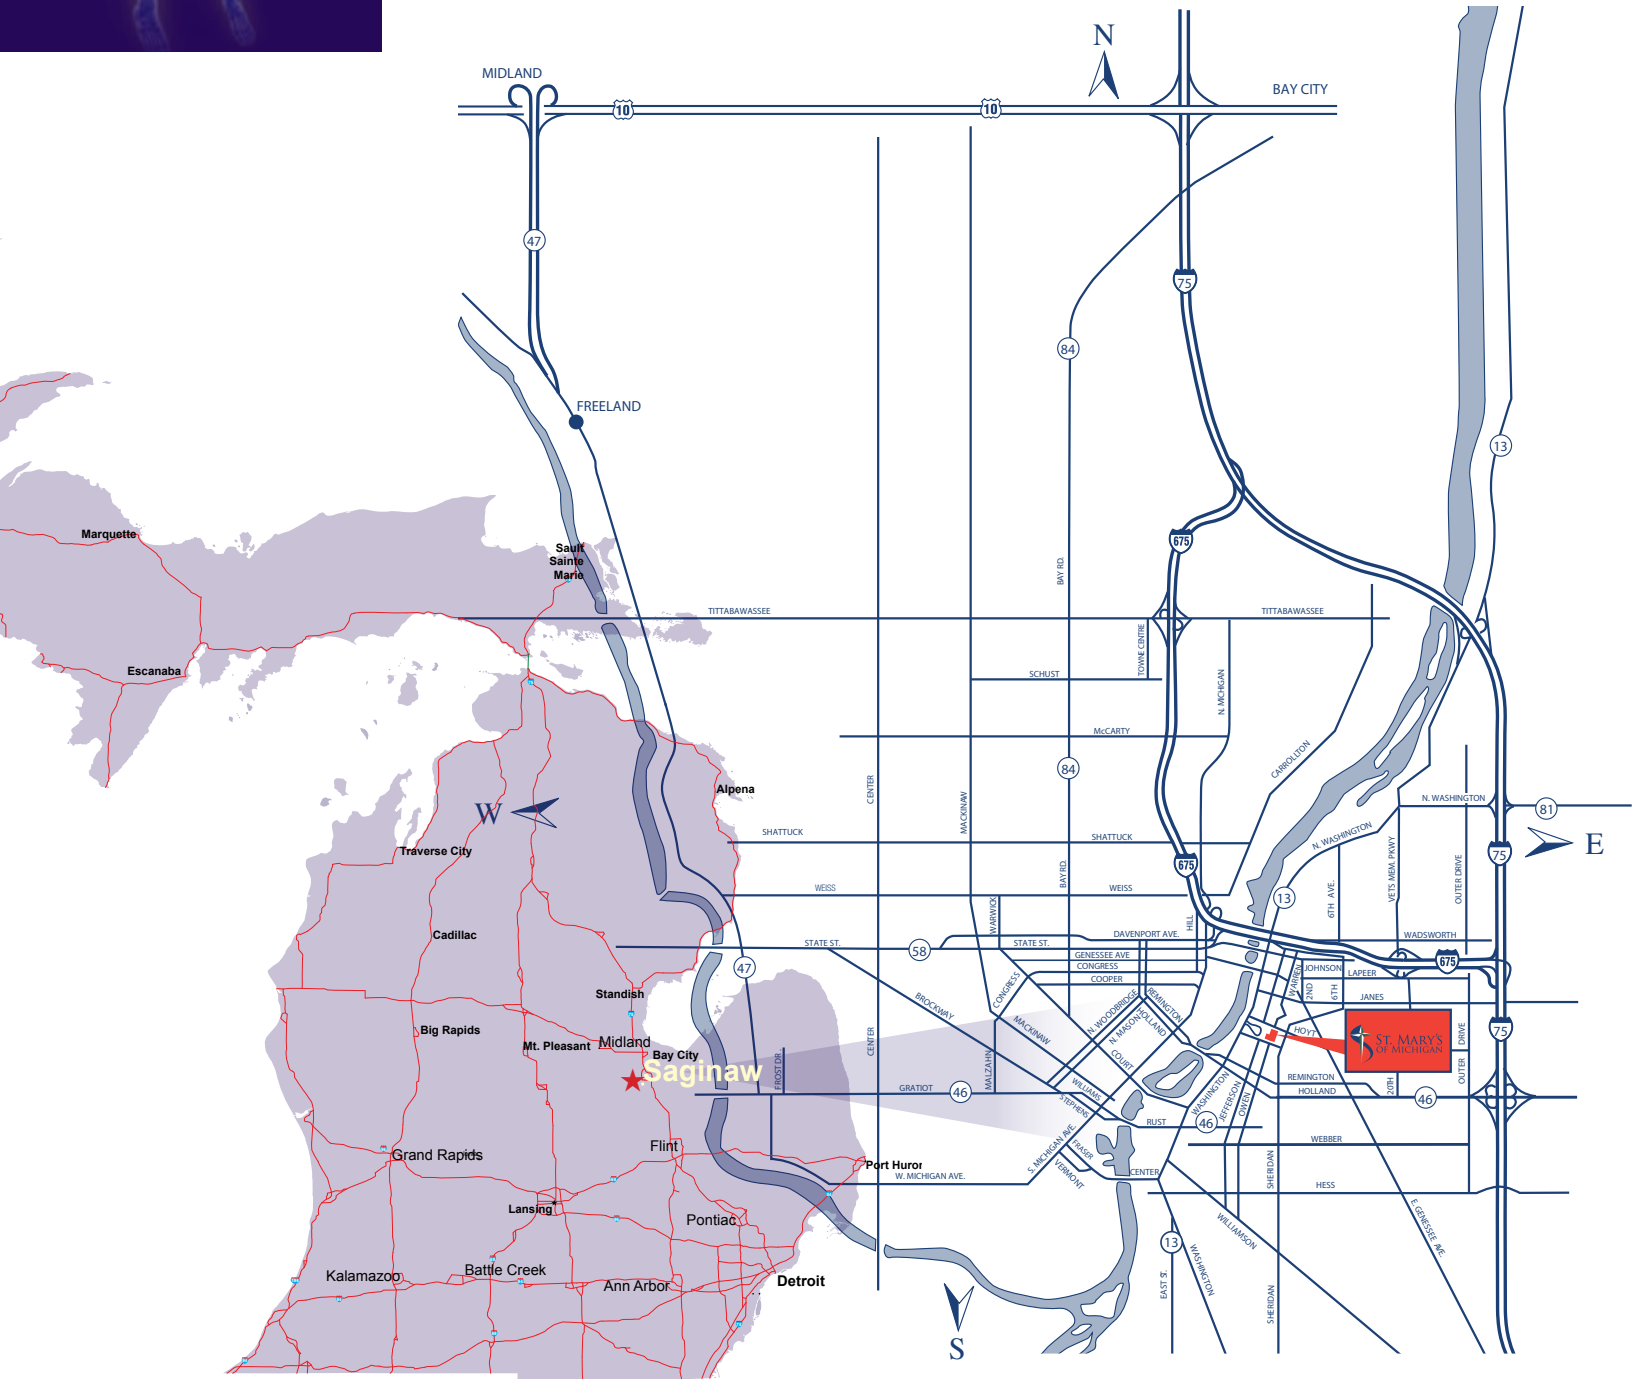 N
MIDLAND
BAY CITY
10
10
47
75
84
FREELAND
13
Marquette
Sault
Sainte
Marie
675
BAY RD.
TITTABAWASSEE
TITTABAWASSEE
TOWNE CENTRE
Escanaba
SCHUST
N. MICHIGAN
McCARTY
CARROLLTON
84
CENTER
MACKINAW
Alpena
N. WASHINGTON
81
W
SHATTUCK
SHATTUCK
N. WASHINGTON
VETS MEM. PKWY
OUTER DRIVE
75
E
Traverse City
675
BAY RD.
WEISS
WEISS
13
6TH AVE.
WARWICK
HILL
Cadillac
STATE ST.
58
STATE ST.
DAVENPORT AVE.
WADSWORTH
GENESSEE AVE
CONGRESS
COOPER
675
47
WARREN
JOHNSON
LAPEER
2ND
6TH
JANES
Standish
BROCKWAY
CONGRESS
MACKINAW
N. WOODBRIDGE
REMINGTON
N. MASON
HOLLAND
75
Big Rapids
Mt. Pleasant
Midland
Bay City
CENTER
COURT
HOYT
ST. MARY'S
OF MICHIGAN
OUTER DRIVE
Saginaw
FROST DR.
MALZAHN
GRATIOT
46
WILLIAMS
STEPHENS
WASHINGTON
JEFFERSON
OWEN
REMINGTON
HOLLAND
20TH
46
RUST
46
WEBBER
Flint
Grand Rapids
S. MICHIGAN AVE.
FRASER
VERMONT
CENTER
SHERIDAN
Port Huron
W. MICHIGAN AVE.
HESS
Lansing
Pontiac
WILLIAMSON
E. GENESSEE AVE.
13
WASHINGTON
Kalamazoo
Battle Creek
Ann Arbor
Detroit
EAST ST.
SHERIDAN
S